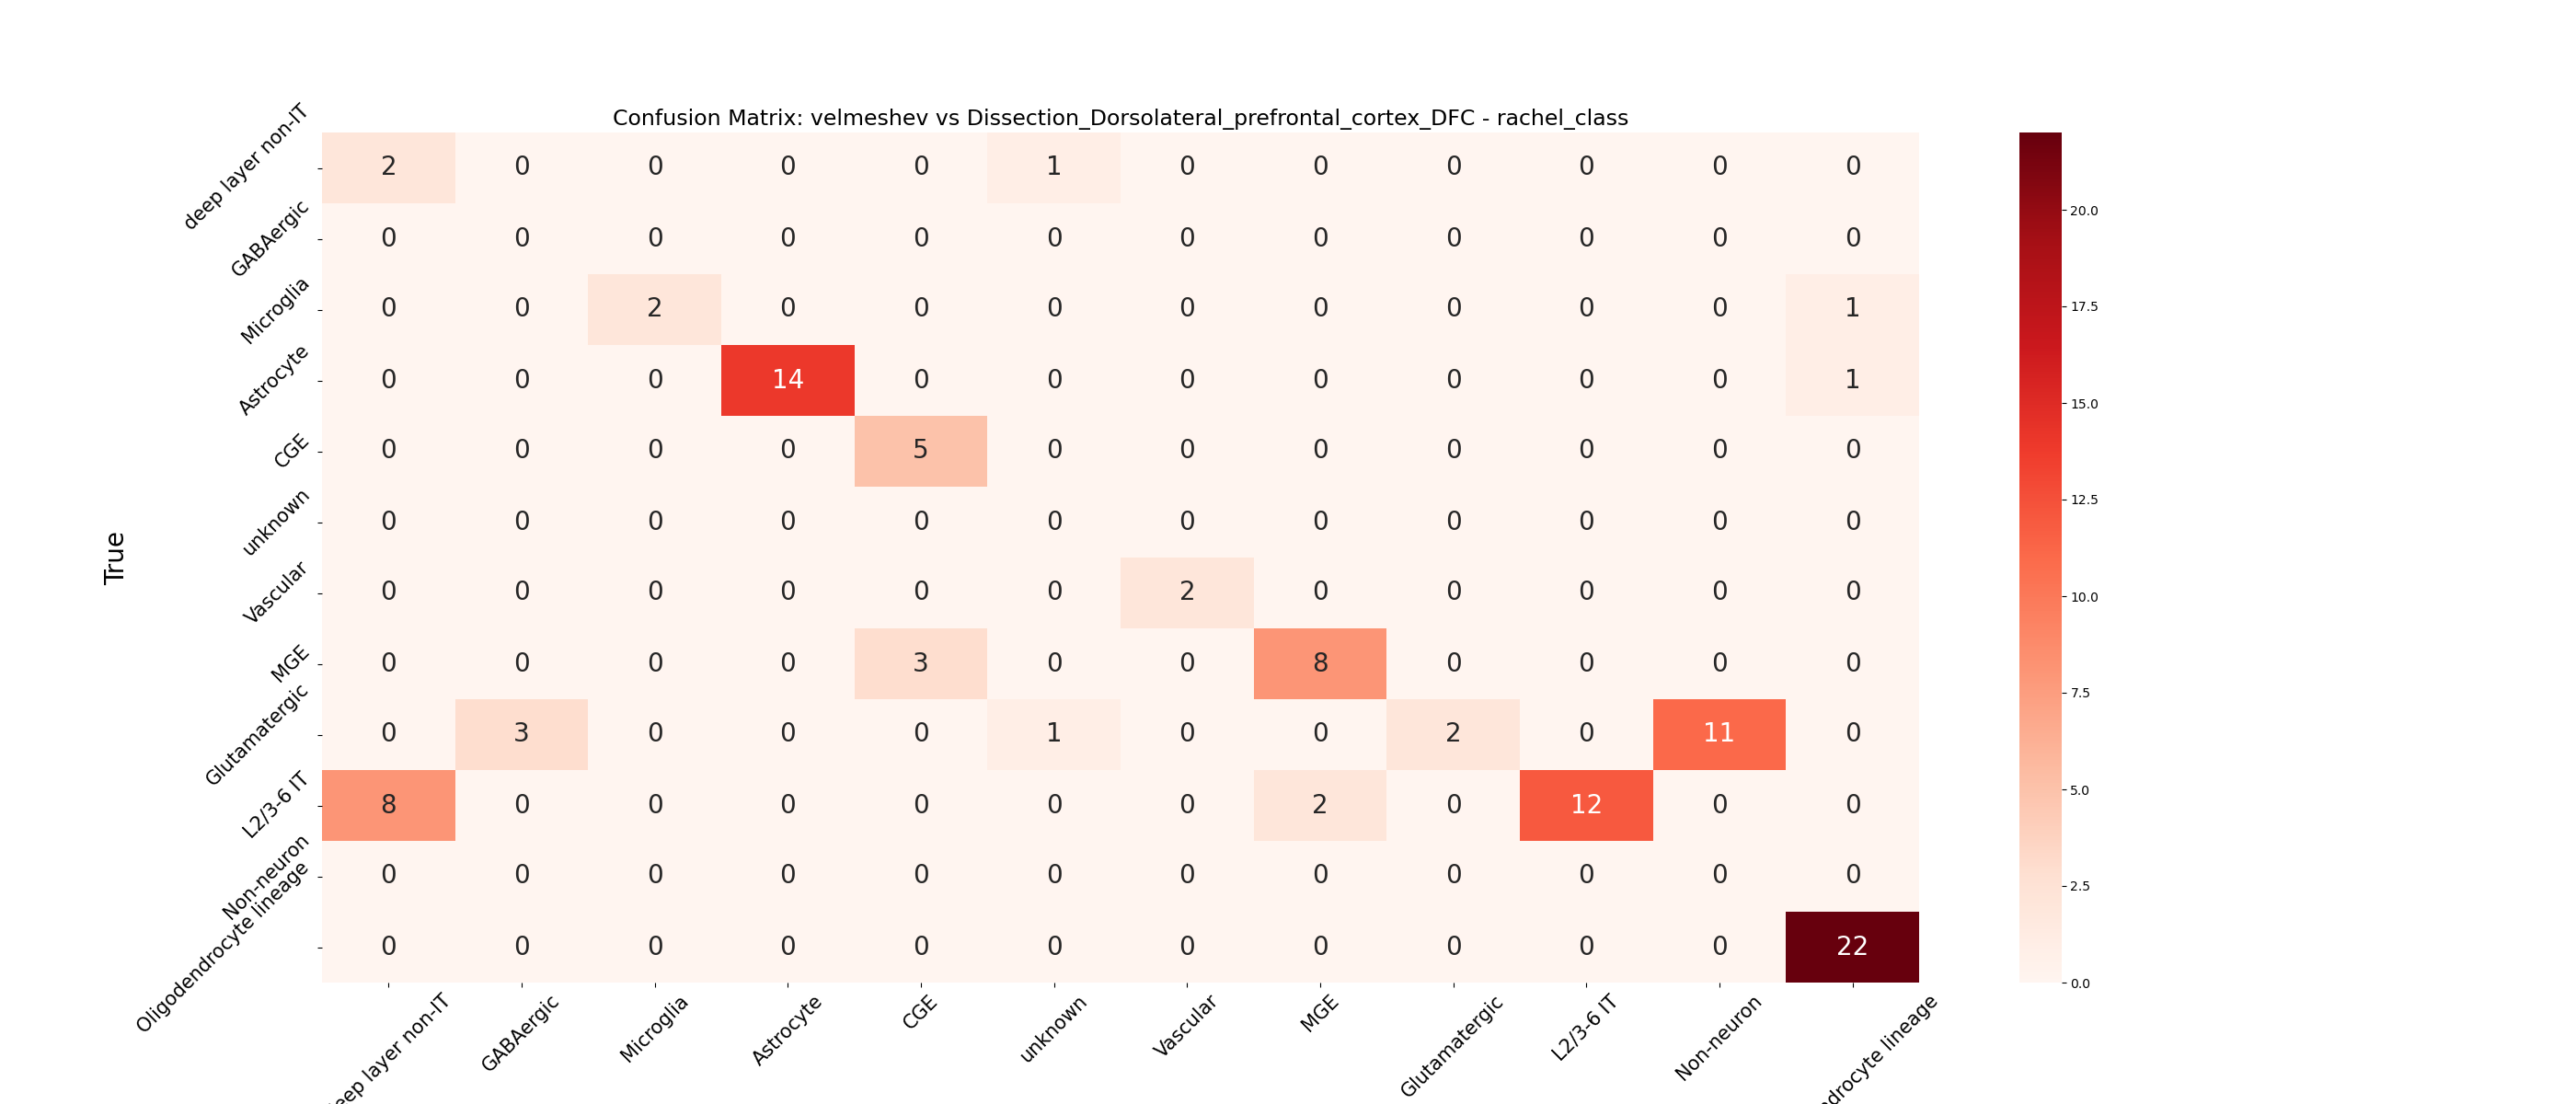 Confusion Matrix: velmeshev vs Dissection_Dorsolateral_prefrontal_cortex_DFC - rachel_class
True
deep layer non-IT 2 0 0 0 0 1 0 0 0 0 0 0
GABAergic 0 0 0 0 0 0 0 0 0 0 0 0
Microglia 0 0 2 0 0 0 0 0 0 0 0 1
Astrocyte 0 0 0 14 0 0 0 0 0 0 0 1
CGE 0 0 0 0 5 0 0 0 0 0 0 0
unknown 0 0 0 0 0 0 0 0 0 0 0 0
Vascular 0 0 0 0 0 0 2 0 0 0 0 0
MGE 0 0 0 0 3 0 0 8 0 0 0 0
Glutamatergic 0 3 0 0 0 1 0 0 2 0 11 0
L2/3-6 IT 8 0 0 0 0 0 0 2 0 12 0 0
Non-neuron 0 0 0 0 0 0 0 0 0 0 0 0
Oligodendrocyte lineage 0 0 0 0 0 0 0 0 0 0 0 22
eep layer non-IT
GABAergic
Microglia
Astrocyte
CGE
unknown
Vascular
MGE
Glutamatergic
L2/3-6 IT
Non-neuron
ndrocyte lineage
20.0
17.5
15.0
12.5
10.0
7.5
5.0
2.5
0.0